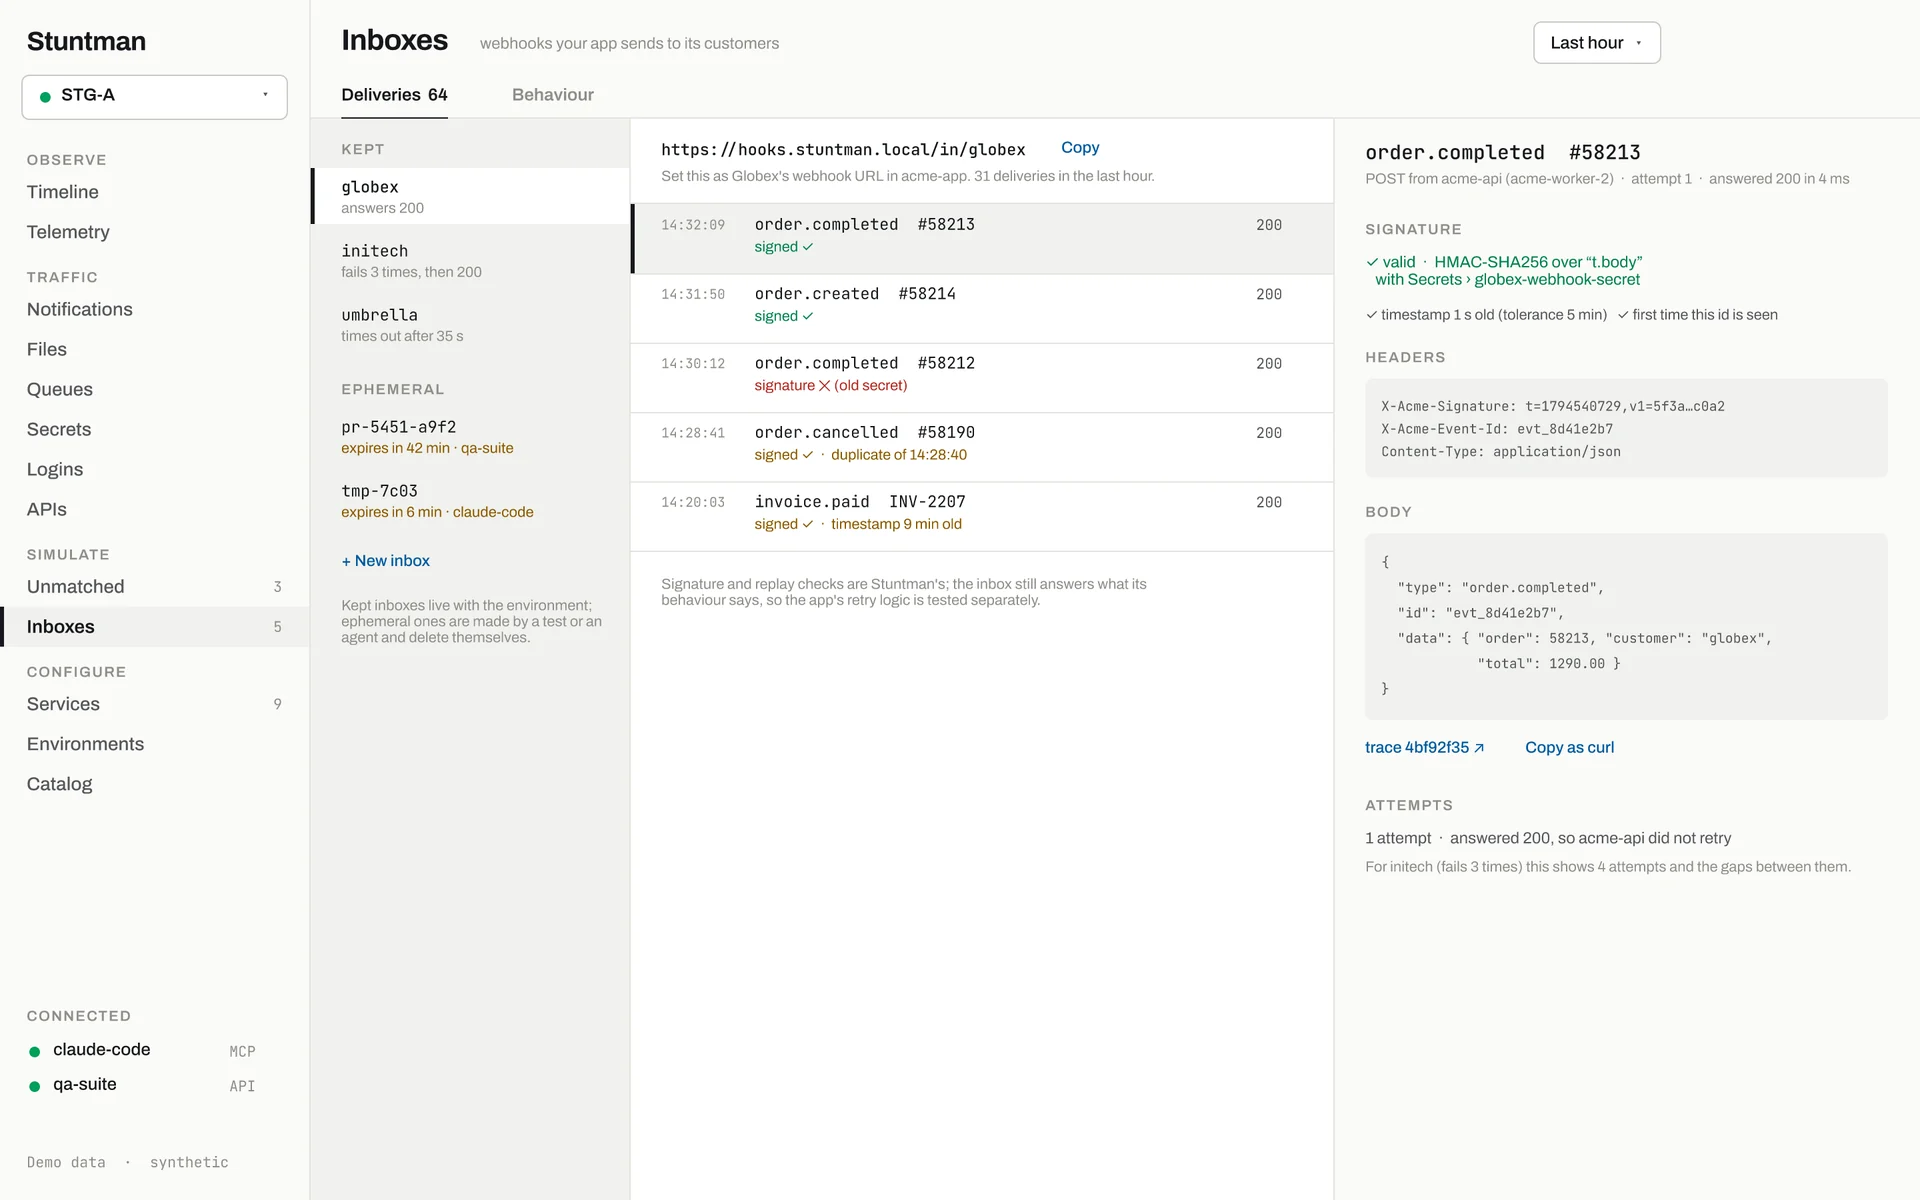 Stuntman
STG-A
OBSERVE
Timeline
Telemetry
TRAFFIC
Notifications
Files
Queues
Secrets
Logins
APIs
SIMULATE
Unmatched 3
Inboxes 5
CONFIGURE
Services 9
Environments
Catalog
CONNECTED
claude-code MCP
qa-suite API
Demo data · synthetic
Inboxes webhooks your app sends to its customers
Last hour
Deliveries 64 Behaviour
KEPT
globex
answers 200
initech
fails 3 times, then 200
umbrella
times out after 35 s
EPHEMERAL
pr-5451-a9f2
expires in 42 min · qa-suite
tmp-7c03
expires in 6 min · claude-code
+ New inbox
Kept inboxes live with the environment;
ephemeral ones are made by a test or an
agent and delete themselves.
https://hooks.stuntman.local/in/globex Copy
Set this as Globex's webhook URL in acme-app. 31 deliveries in the last hour.
14:32:09 order.completed #58213 200
signed ✓
14:31:50 order.created #58214 200
signed ✓
14:30:12 order.completed #58212 200
signature ✕ (old secret)
14:28:41 order.cancelled #58190 200
signed ✓ · duplicate of 14:28:40
14:20:03 invoice.paid INV-2207 200
signed ✓ · timestamp 9 min old
Signature and replay checks are Stuntman's; the inbox still answers what its
behaviour says, so the app's retry logic is tested separately.
order.completed #58213
POST from acme-api (acme-worker-2) · attempt 1 · answered 200 in 4 ms
SIGNATURE
✓ valid · HMAC-SHA256 over “t.body”
with Secrets › globex-webhook-secret
✓ timestamp 1 s old (tolerance 5 min) ✓ first time this id is seen
HEADERS
X-Acme-Signature: t=1794540729,v1=5f3a…c0a2
X-Acme-Event-Id: evt_8d41e2b7
Content-Type: application/json
BODY
{
"type": "order.completed",
"id": "evt_8d41e2b7",
"data": { "order": 58213, "customer": "globex",
"total": 1290.00 }
}
trace 4bf92f35 ↗ Copy as curl
ATTEMPTS
1 attempt · answered 200, so acme-api did not retry
For initech (fails 3 times) this shows 4 attempts and the gaps between them.